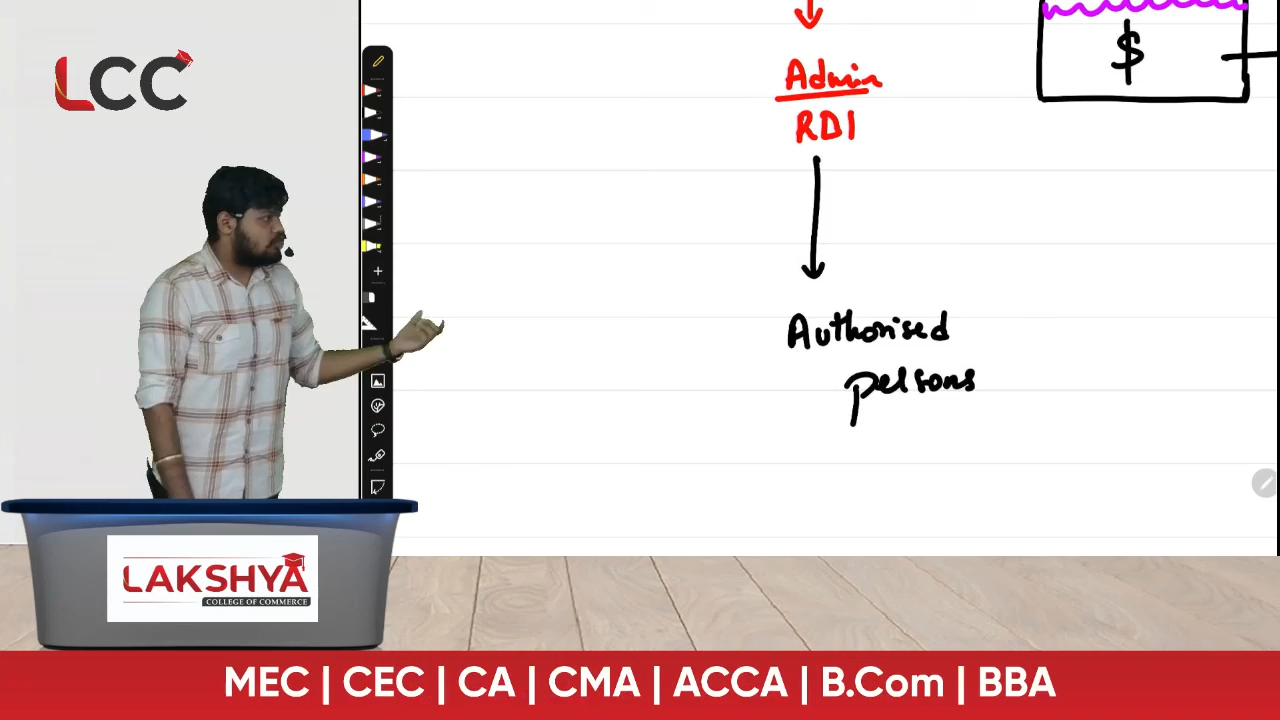 LCC
$
Admin
RDI
Authorised
persons
LAKSHYA
COLLEGE OF COMMERCE
MEC | CEC | CA | CMA | ACCA | B.Com | BBA